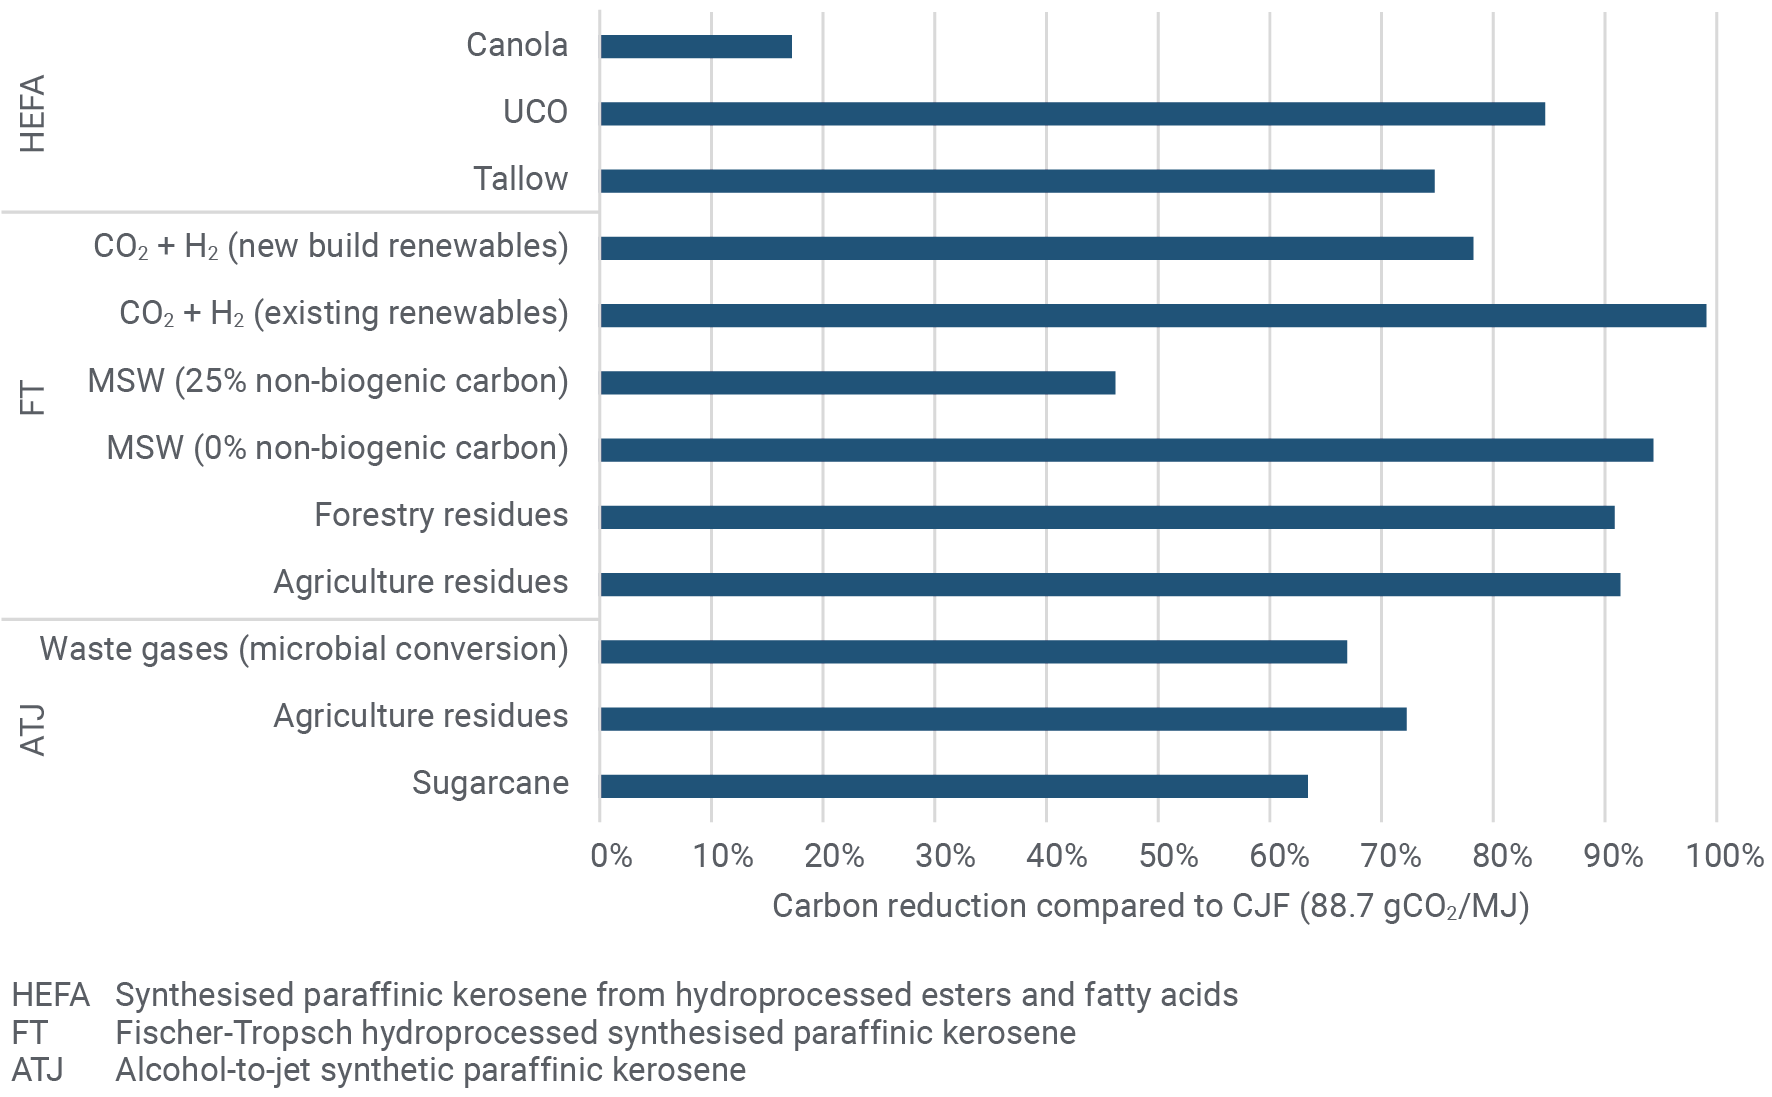 HEFA
Canola
UCO
Tallow
FT
CO₂ + H₂ (new build renewables)
CO₂ + H₂ (existing renewables)
MSW (25% non-biogenic carbon)
MSW (0% non-biogenic carbon)
Forestry residues
Agriculture residues
ATJ
Waste gases (microbial conversion)
Agriculture residues
Sugarcane
0% 10% 20% 30% 40% 50% 60% 70% 80% 90% 100%
Carbon reduction compared to CJF (88.7 gCO₂/MJ)
HEFA Synthesised paraffinic kerosene from hydroprocessed esters and fatty acids
FT Fischer-Tropsch hydroprocessed synthesised paraffinic kerosene
ATJ Alcohol-to-jet synthetic paraffinic kerosene